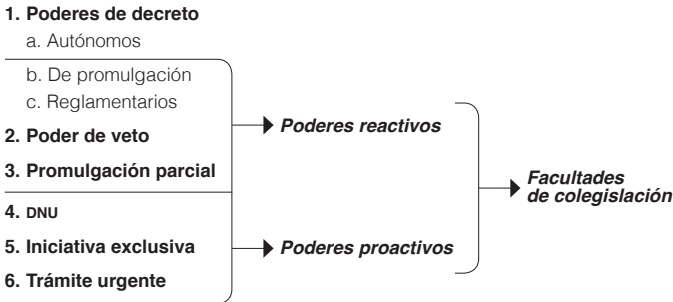 1. Poderes de decreto
a. Autónomos
b. De promulgación
c. Reglamentarios
2. Poder de veto
3. Promulgación parcial
4. DNU
5. Iniciativa exclusiva
6. Trámite urgente
Poderes reactivos
Poderes proactivos
Facultades
de colegislación